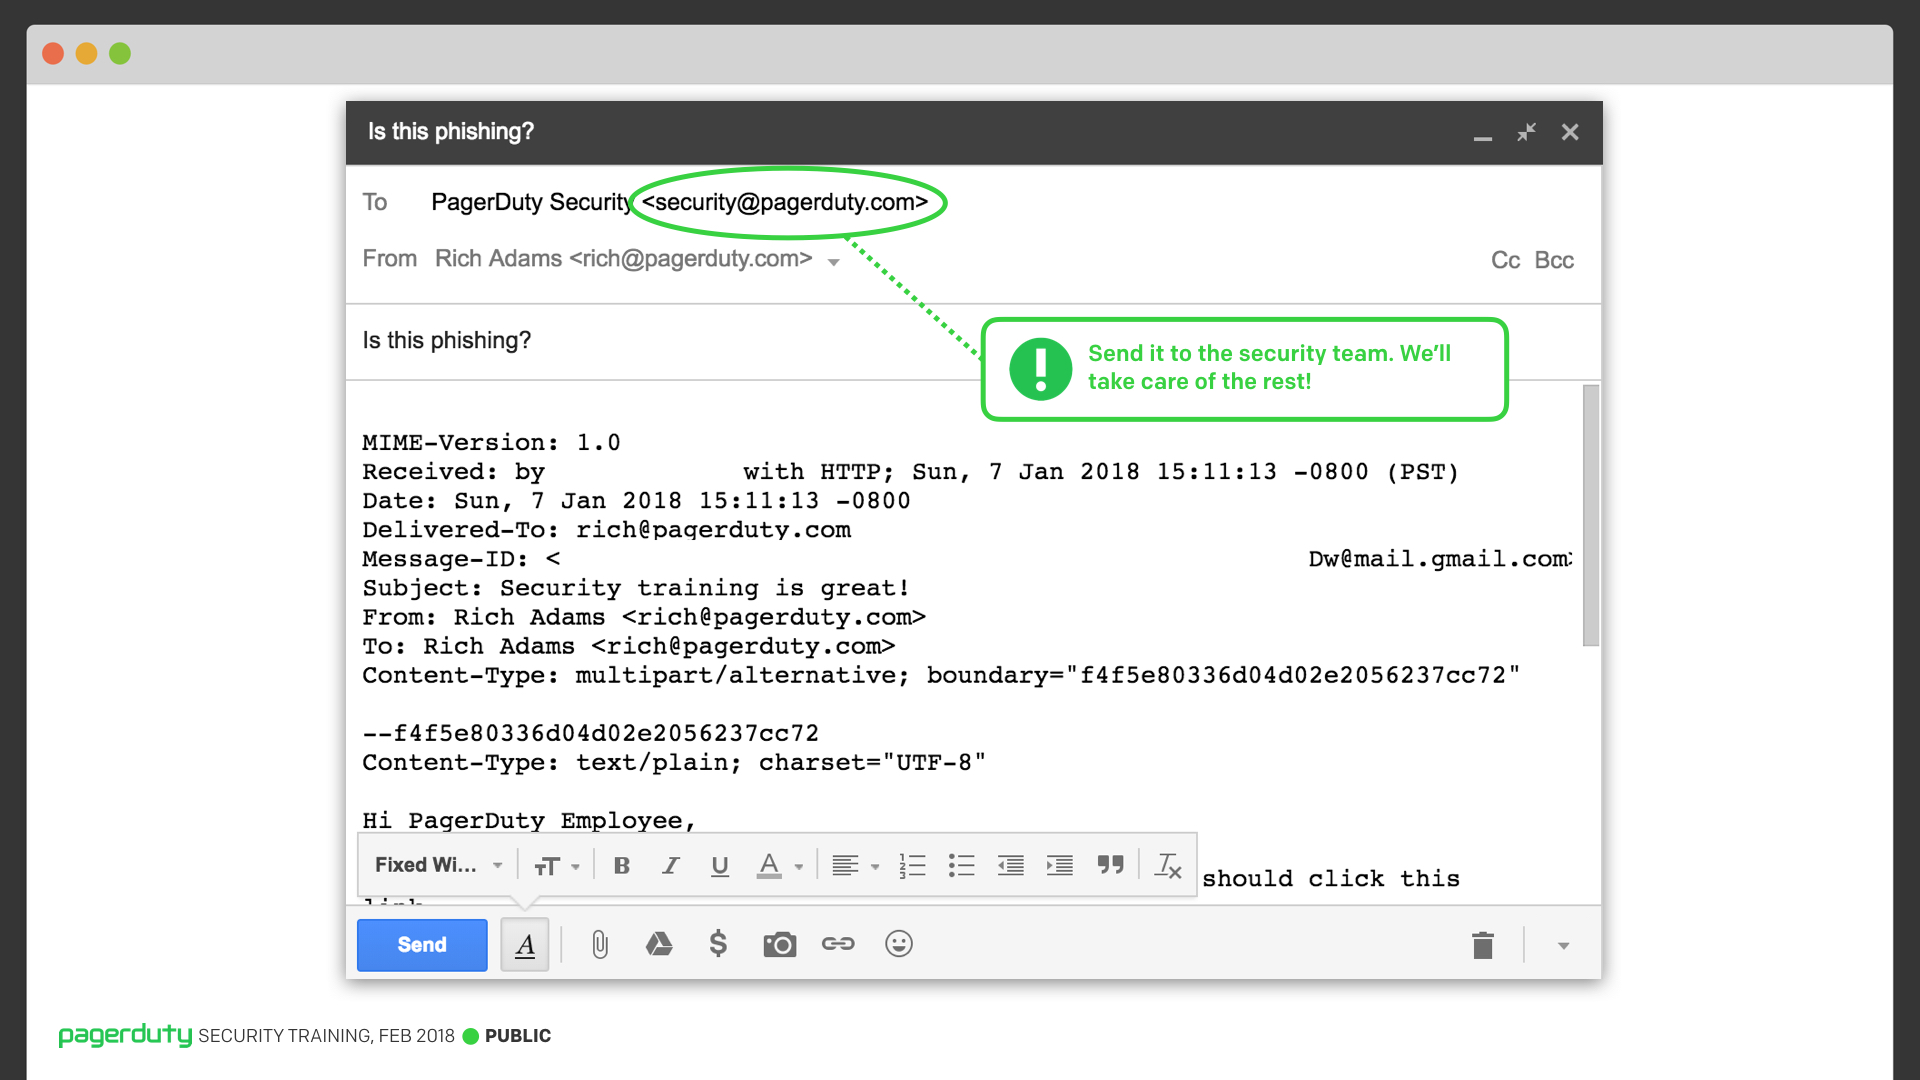 Is this phishing?
To PagerDuty Security <security@pagerduty.com>
From Rich Adams <rich@pagerduty.com>
Cc Bcc
Is this phishing?
Send it to the security team. We'll
take care of the rest!
MIME-Version: 1.0
Received: by with HTTP; Sun, 7 Jan 2018 15:11:13 -0800 (PST)
Date: Sun, 7 Jan 2018 15:11:13 -0800
Delivered-To: rich@pagerduty.com
Message-ID: < Dw@mail.gmail.com>
Subject: Security training is great!
From: Rich Adams <rich@pagerduty.com>
To: Rich Adams <rich@pagerduty.com>
Content-Type: multipart/alternative; boundary="f4f5e80336d04d02e2056237cc72"
--f4f5e80336d04d02e2056237cc72
Content-Type: text/plain; charset="UTF-8"
Hi PagerDuty Employee,
should click this
Fixed Wi...
Send
pagerduty SECURITY TRAINING, FEB 2018 PUBLIC